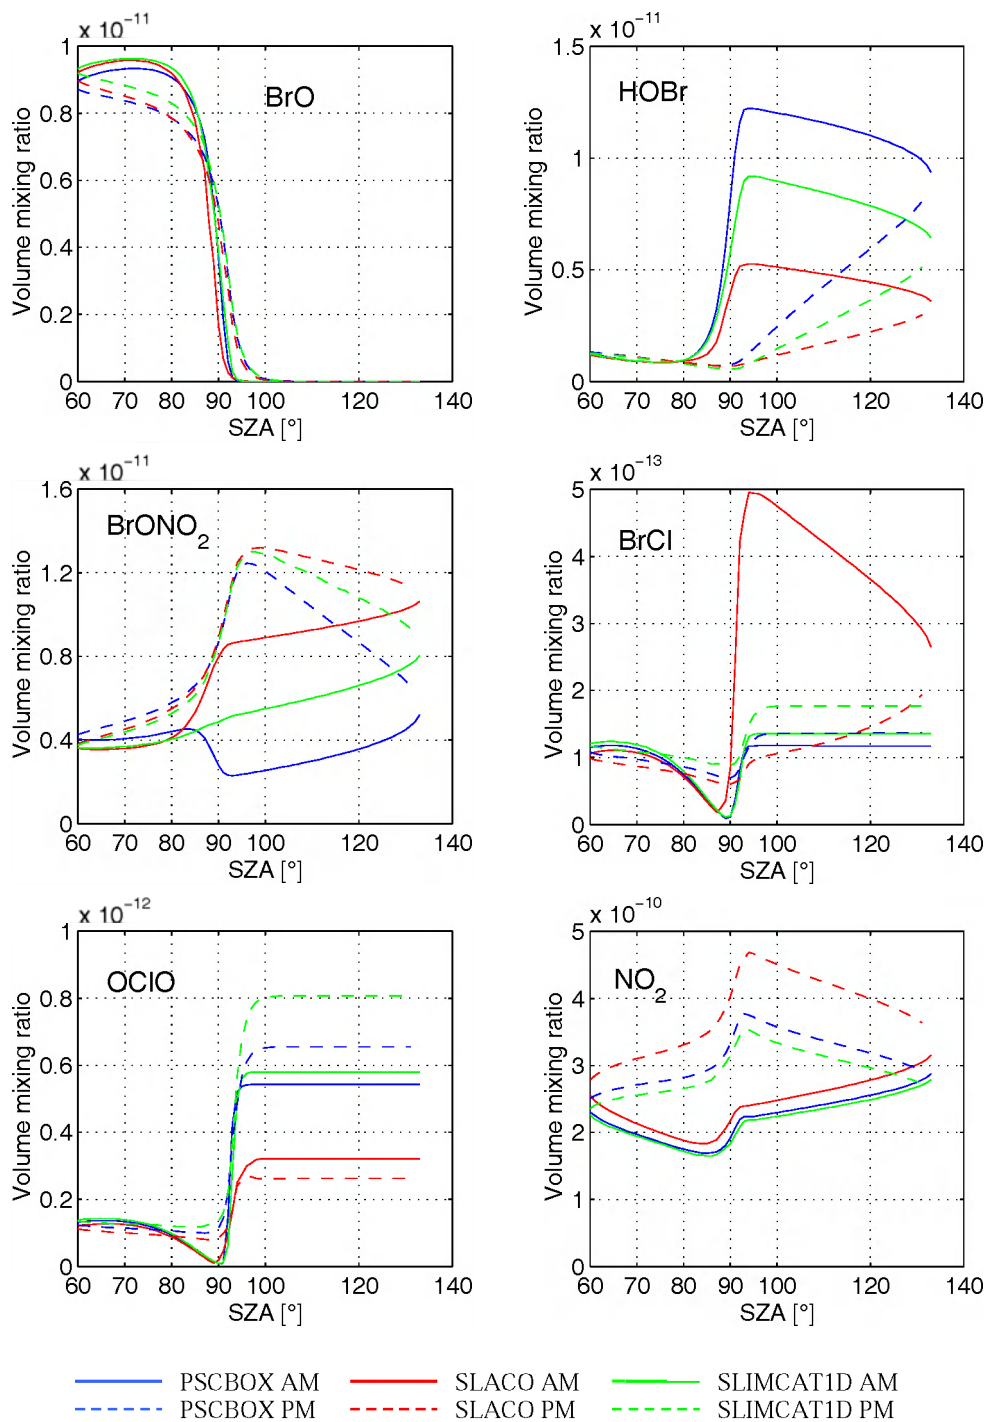 x 10−11
x 10−11
1
0.8
0.6
0.4
0.2
0
BrO
60 70 80 90 100 120 140
SZA [°]
Volume mixing ratio
1.5
1
0.5
0
HOBr
60 70 80 90 100 120 140
SZA [°]
Volume mixing ratio
x 10−11
x 10−13
1.6
1.2
0.8
0.4
0
BrONO2
60 70 80 90 100 120 140
SZA [°]
Volume mixing ratio
5
4
3
2
1
0
BrCl
60 70 80 90 100 120 140
SZA [°]
Volume mixing ratio
x 10−12
x 10−10
1
0.8
0.6
0.4
0.2
0
OClO
60 70 80 90 100 120 140
SZA [°]
Volume mixing ratio
5
4
3
2
1
0
NO2
60 70 80 90 100 120 140
SZA [°]
Volume mixing ratio
PSCBOX AM SLACO AM SLIMCAT1D AM
PSCBOX PM SLACO PM SLIMCAT1D PM